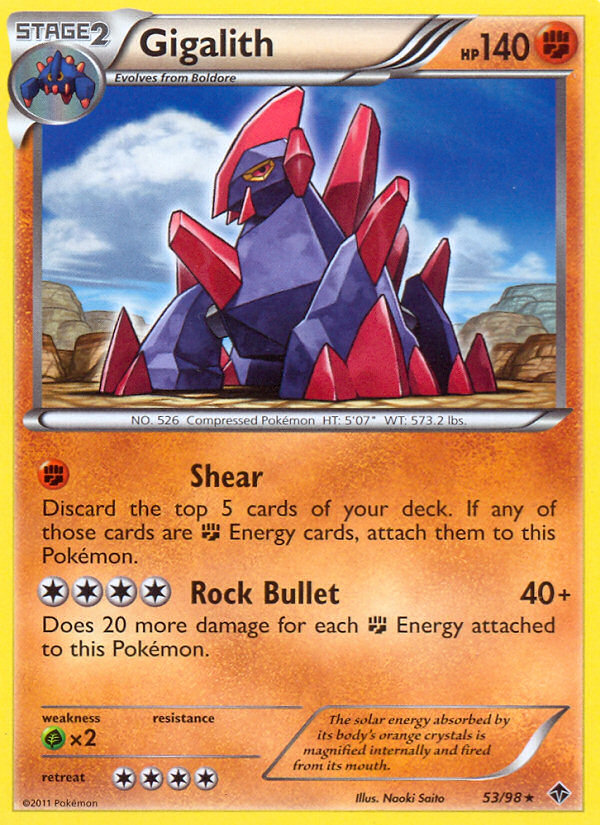 STAGE2
Gigalith
HP140
Evolves from Boldore
NO. 526 Compressed Pokémon HT: 5'07" WT: 573.2 lbs.
Shear
Discard the top 5 cards of your deck. If any of
those cards are Energy cards, attach them to this
Pokémon.
Rock Bullet 40+
Does 20 more damage for each Energy attached
to this Pokémon.
weakness resistance
×2
The solar energy absorbed by
its body's orange crystals is
magnified internally and fired
from its mouth.
retreat
©2011 Pokémon
Illus. Naoki Saito 53/98★